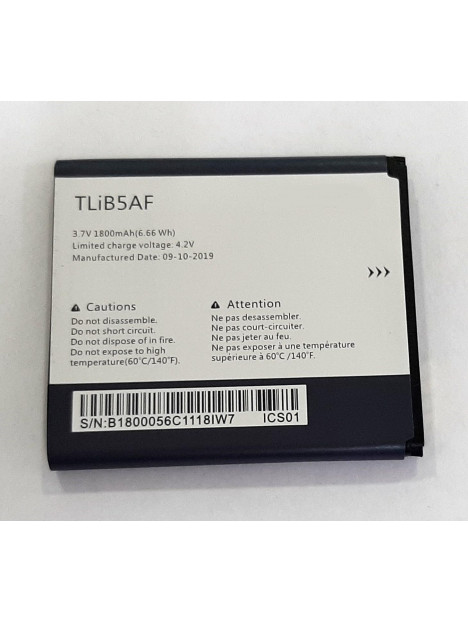 TLiB5AF
3.7V 1800mAh(6.66 Wh)
Limited charge voltage: 4.2V
Manufactured Date: 09-10-2019
Cautions
Do not disassemble.
Do not short circuit.
Do not dispose of in fire.
Do not expose to high
temperature(60℃/140℉).
Attention
Ne pas desassembler.
Ne pas court-circuiter.
Ne pas jeter au feu.
Ne pas exposer à une température
supérieure à 60℃ /140℉.
S/N:B1800056C1118IW7 ICS01